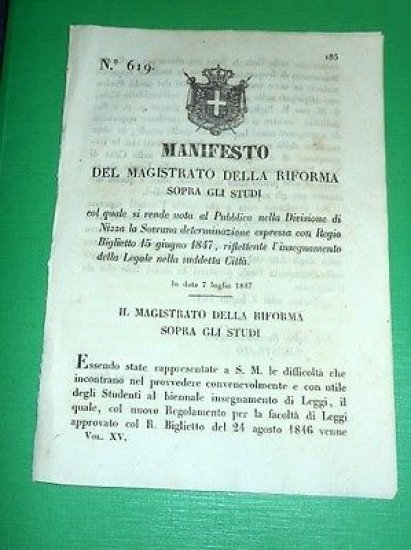 185
N.° 619.
MANIFESTO
DEL MAGISTRATO DELLA RIFORMA
SOPRA GLI STUDI
col quale si rende nota al Pubblico nella Divisione di
Nizza la Sovrana determinazione espressa con Regio
Biglietto 15 giugno 1847, riflettente l'insegnamento
della Legale nella suddetta Città.
In data 7 luglio 1847
IL MAGISTRATO DELLA RIFORMA
SOPRA GLI STUDI
Essendo state rappresentate a S. M. le difficoltà che
incontrano nel provvedere convenevolmente e con utile
degli Studenti al biennale insegnamento di Leggi, il
quale, col nuovo Regolamento per la facoltà di Leggi
approvato col R. Biglietto del 24 agosto 1846 venne
VOL. XV.